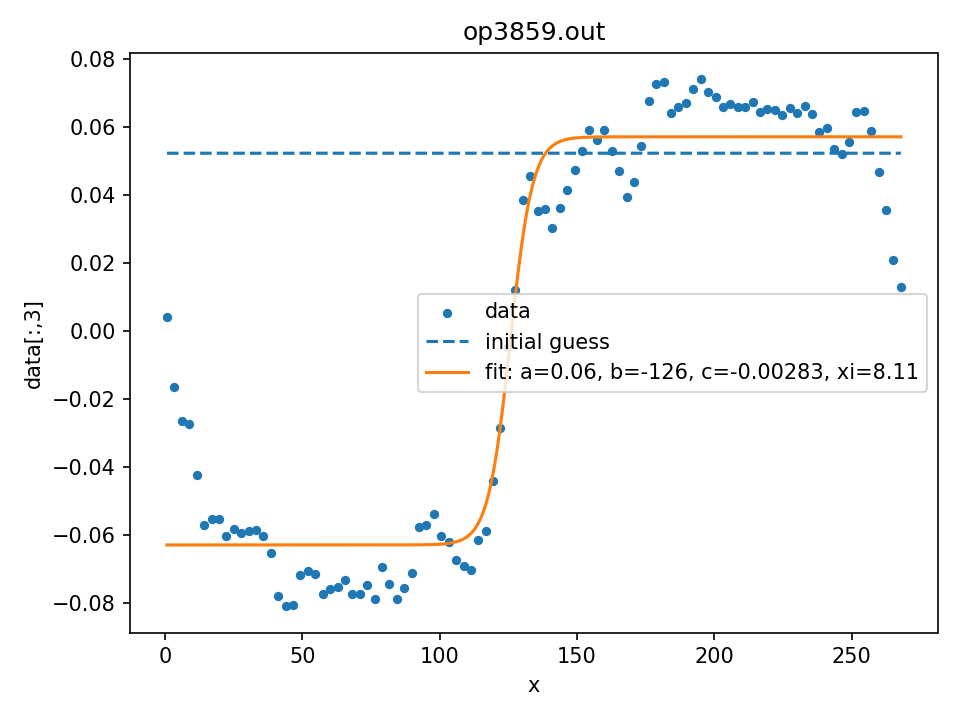 op3859.out
0.08
0.06
0.04
0.02
0.00
−0.02
−0.04
−0.06
−0.08
data[:,3]
data
initial guess
fit: a=0.06, b=-126, c=-0.00283, xi=8.11
0 50 100 150 200 250
x